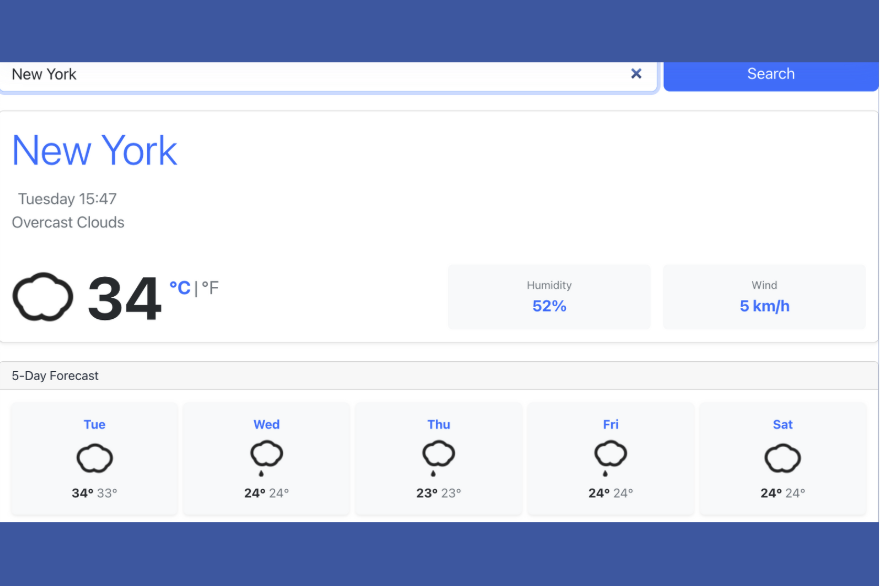 New York × Search
New York
Tuesday 15:47
Overcast Clouds
34 °C | °F
Humidity
52%
Wind
5 km/h
5-Day Forecast
Tue Wed Thu Fri Sat
34° 33° 24° 24° 23° 23° 24° 24° 24° 24°